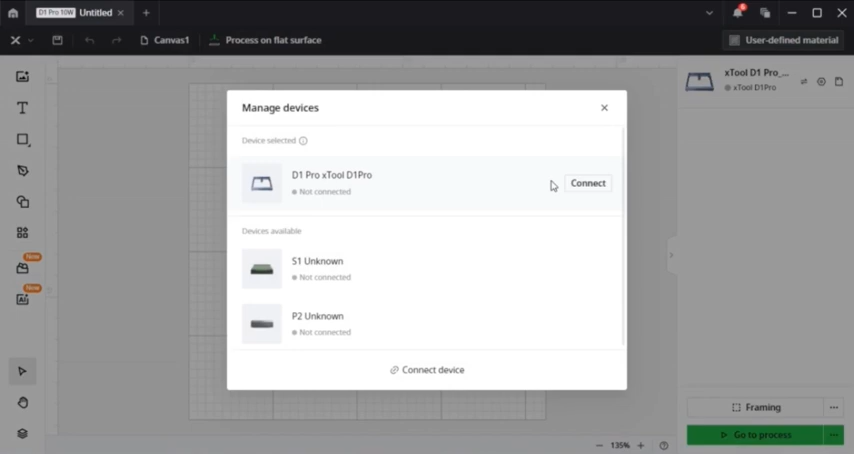 D1 Pro 10W Untitled
6
Canvas1
Process on flat surface
User-defined material
xTool D1 Pro_...
xTool D1Pro
Manage devices
Device selected
D1 Pro xTool D1Pro
Not connected
Connect
Devices available
S1 Unknown
Not connected
P2 Unknown
Not connected
Connect device
New
New
Ai
Framing
Go to process
135%